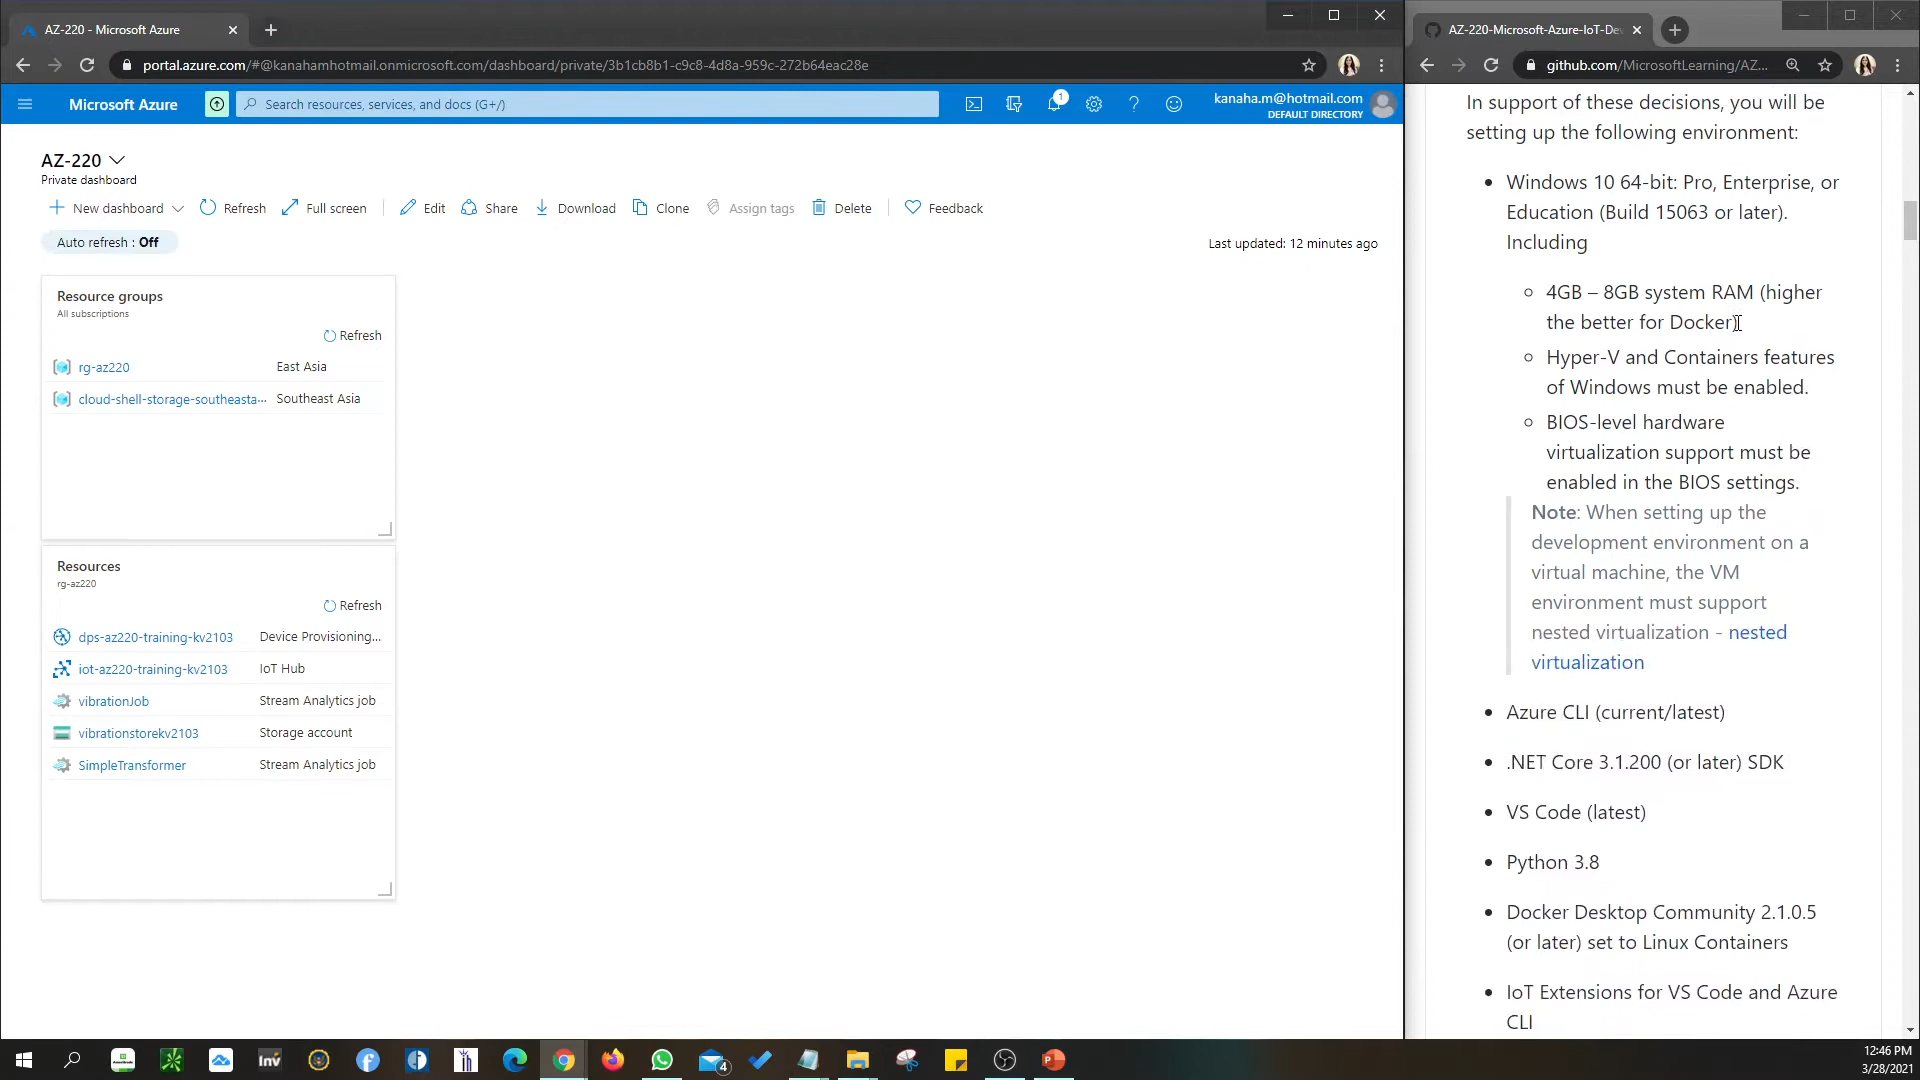 AZ-220 - Microsoft Azure
portal.azure.com/#@kanahamhotmail.onmicrosoft.com/dashboard/private/3b1cb8b1-c9c8-4d8a-959c-272b64eac28e
Microsoft Azure
Search resources, services, and docs (G+/)
1
kanaha.m@hotmail.com
DEFAULT DIRECTORY
AZ-220
Private dashboard
New dashboard
Refresh
Full screen
Edit
Share
Download
Clone
Assign tags
Delete
Feedback
Auto refresh : Off
Last updated: 12 minutes ago
Resource groups
All subscriptions
Refresh
rg-az220 East Asia
cloud-shell-storage-southeasta... Southeast Asia
Resources
rg-az220
Refresh
dps-az220-training-kv2103 Device Provisioning...
iot-az220-training-kv2103 IoT Hub
vibrationJob Stream Analytics job
vibrationstorekv2103 Storage account
SimpleTransformer Stream Analytics job
AZ-220-Microsoft-Azure-IoT-De
github.com/MicrosoftLearning/AZ...
In support of these decisions, you will be
setting up the following environment:
• Windows 10 64-bit: Pro, Enterprise, or
Education (Build 15063 or later).
Including
◦ 4GB – 8GB system RAM (higher
the better for Docker)
◦ Hyper-V and Containers features
of Windows must be enabled.
◦ BIOS-level hardware
virtualization support must be
enabled in the BIOS settings.
Note: When setting up the
development environment on a
virtual machine, the VM
environment must support
nested virtualization - nested
virtualization
• Azure CLI (current/latest)
• .NET Core 3.1.200 (or later) SDK
• VS Code (latest)
• Python 3.8
• Docker Desktop Community 2.1.0.5
(or later) set to Linux Containers
• IoT Extensions for VS Code and Azure
CLI
Inv
4
12:46 PM
3/28/2021